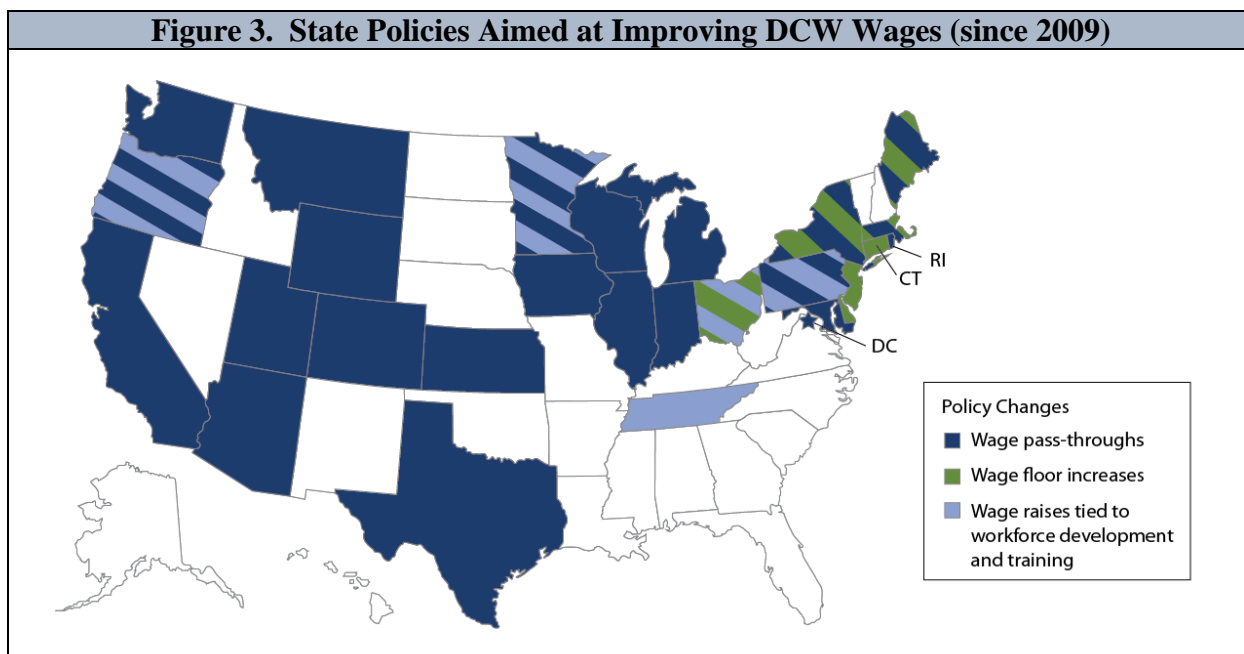 Figure 3. State Policies Aimed at Improving DCW Wages (since 2009)
RI
CT
DC
Policy Changes
Wage pass-throughs
Wage floor increases
Wage raises tied to
workforce development
and training